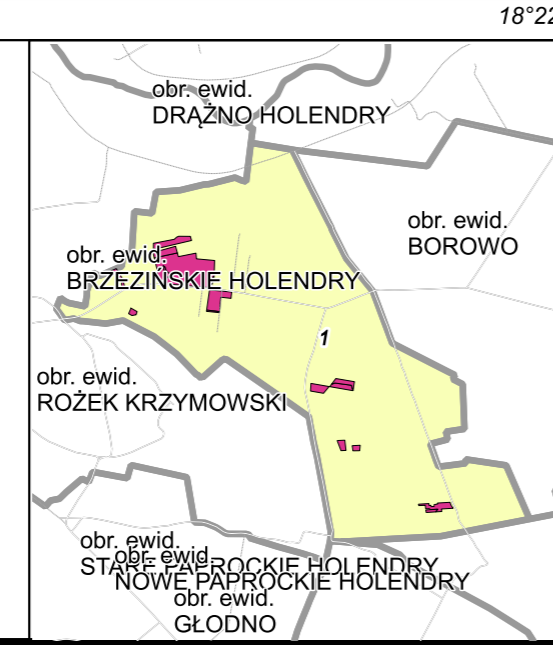 18°22
obr. ewid.
DRĄŻNO HOLENDRY
obr. ewid.
BOROWO
obr. ewid.
BRZEZIŃSKIE HOLENDRY
1
obr. ewid.
ROŻEK KRZYMOWSKI
obr. ewid.
STARE PAPROCKIE HOLENDRY
obr. ewid.
NOWE PAPROCKIE HOLENDRY
obr. ewid.
GŁODNO